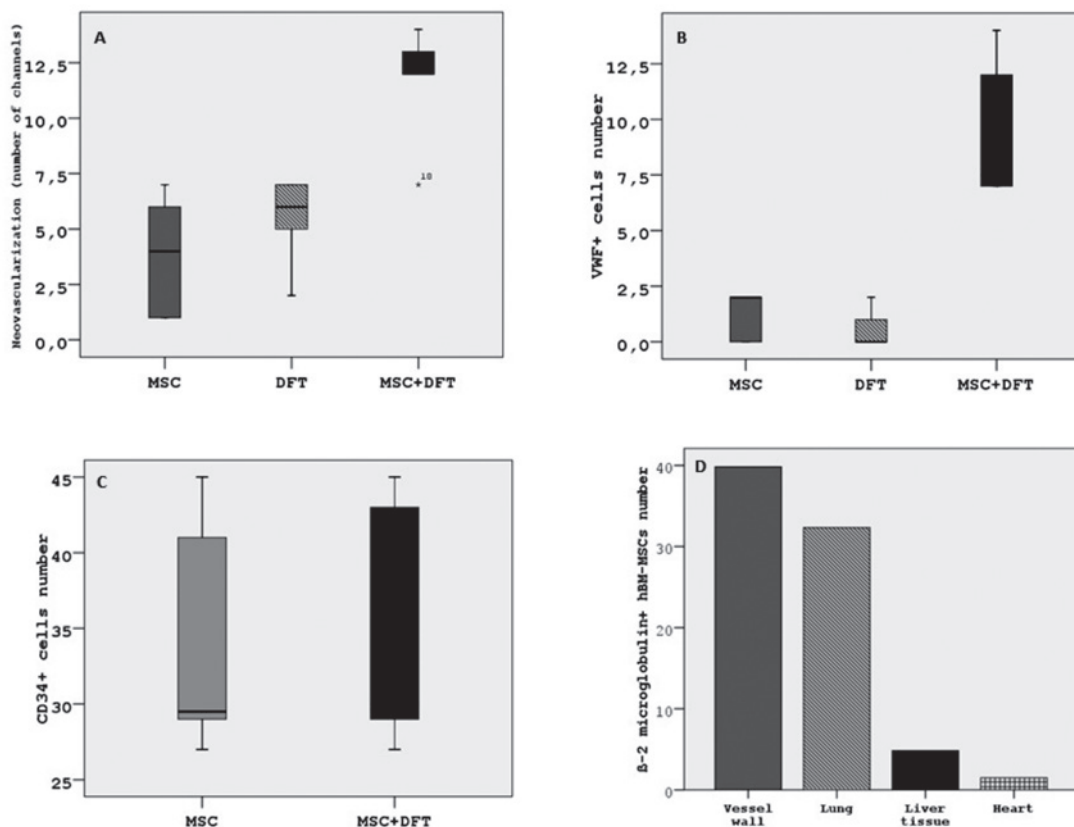 A
Neovascularization (number of channels)
12,5
10,0
7,5
5,0
2,5
0,0
10
MSC
DFT
MSC+DFT
B
VWF+ cells number
12,5
10,0
7,5
5,0
2,5
0,0
MSC
DFT
MSC+DFT
C
CD34+ cells number
45
40
35
30
25
MSC
MSC+DFT
D
ß-2 microglobulin+ hBM-MSCs number
40
30
20
10
0
Vessel wall
Lung
Liver tissue
Heart